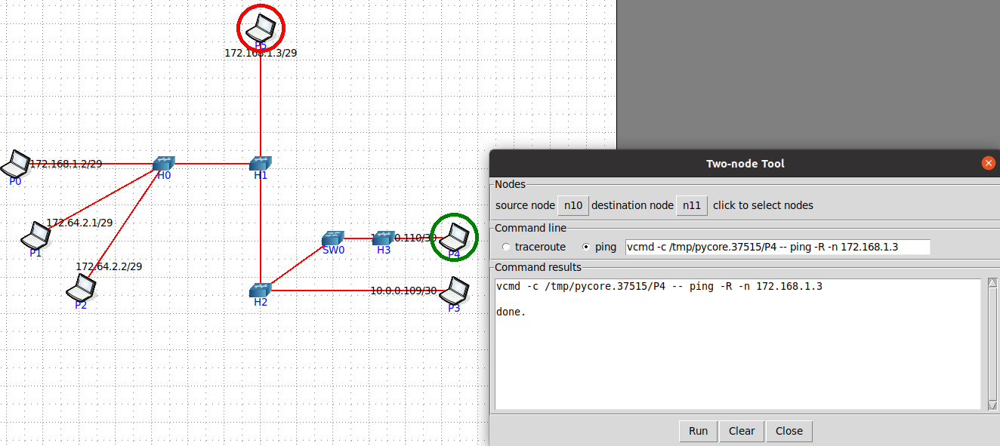 P5
172.168.1.3/29
172.168.1.2/29
P0
H0
H1
172.64.2.1/29
P1
172.64.2.2/29
P2
SW0
H3
.0.110/30
P4
10.0.0.109/30
H2
P3
Two-node Tool
Nodes
source node n10 destination node n11 click to select nodes
Command line
traceroute ping vcmd -c /tmp/pycore.37515/P4 -- ping -R -n 172.168.1.3
Command results
vcmd -c /tmp/pycore.37515/P4 -- ping -R -n 172.168.1.3
done.
Run Clear Close